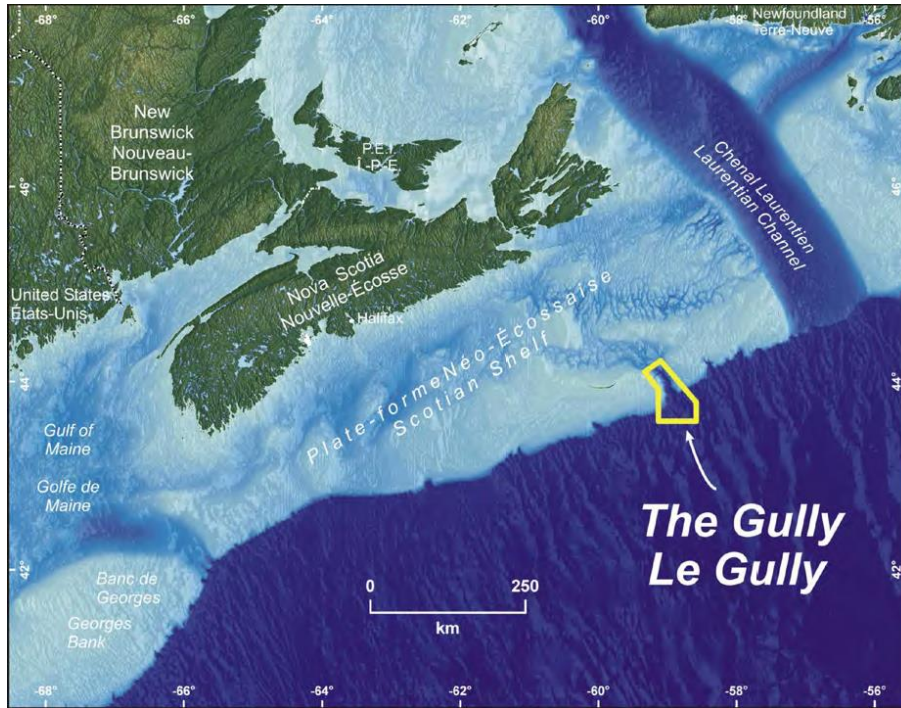 -68°
-66°
-64°
-62°
-60°
-58°
-56°
Newfoundland
Terre-Neuve
New
Brunswick
Nouveau-
Brunswick
P.E.I
Î.-P.-E
46°
46°
Chenal Laurentien
Laurentian Channel
United States
États-Unis
Nova Scotia
Nouvelle-Écosse
Halifax
Plate-forme Néo-Écossaise
Scotian Shelf
44°
44°
Gulf of
Maine
Golfe de
Maine
The Gully
Le Gully
42°
42°
Banc de
Georges
Georges
Bank
0
250
km
-68°
-66°
-64°
-62°
-60°
-58°
-56°